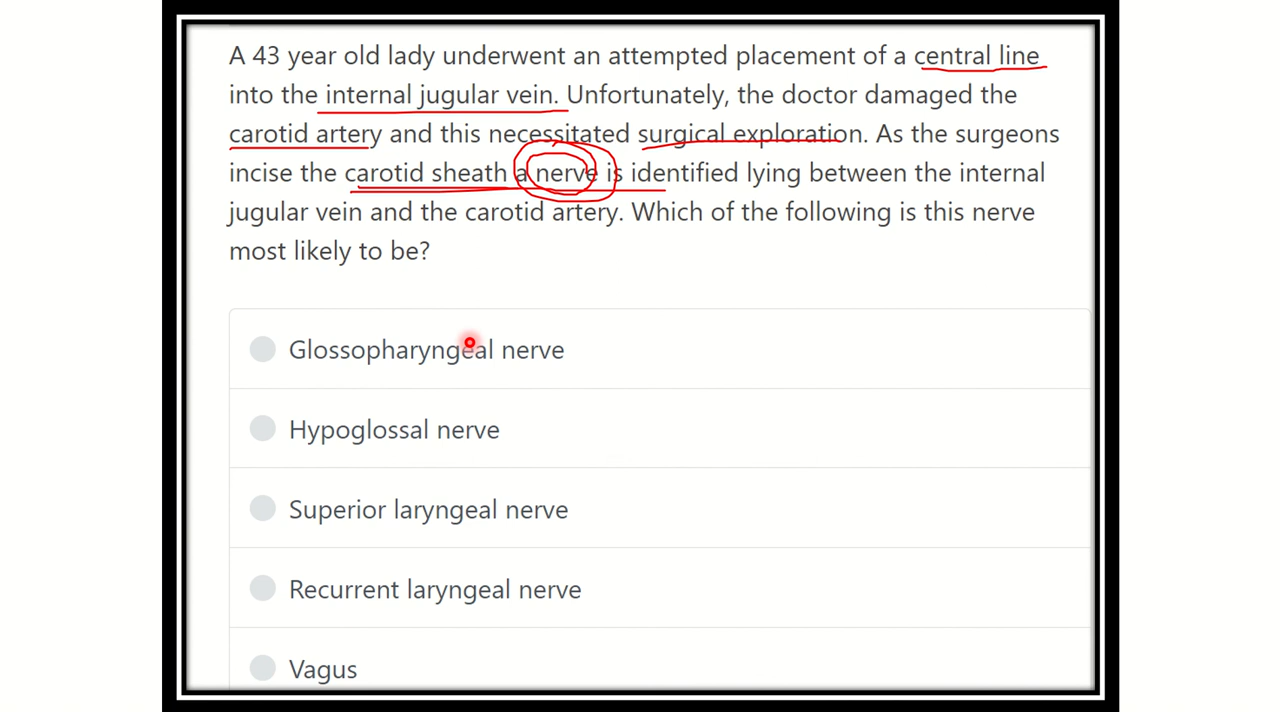 A 43 year old lady underwent an attempted placement of a central line
into the internal jugular vein. Unfortunately, the doctor damaged the
carotid artery and this necessitated surgical exploration. As the surgeons
incise the carotid sheath a nerve is identified lying between the internal
jugular vein and the carotid artery. Which of the following is this nerve
most likely to be?
Glossopharyngeal nerve
Hypoglossal nerve
Superior laryngeal nerve
Recurrent laryngeal nerve
Vagus